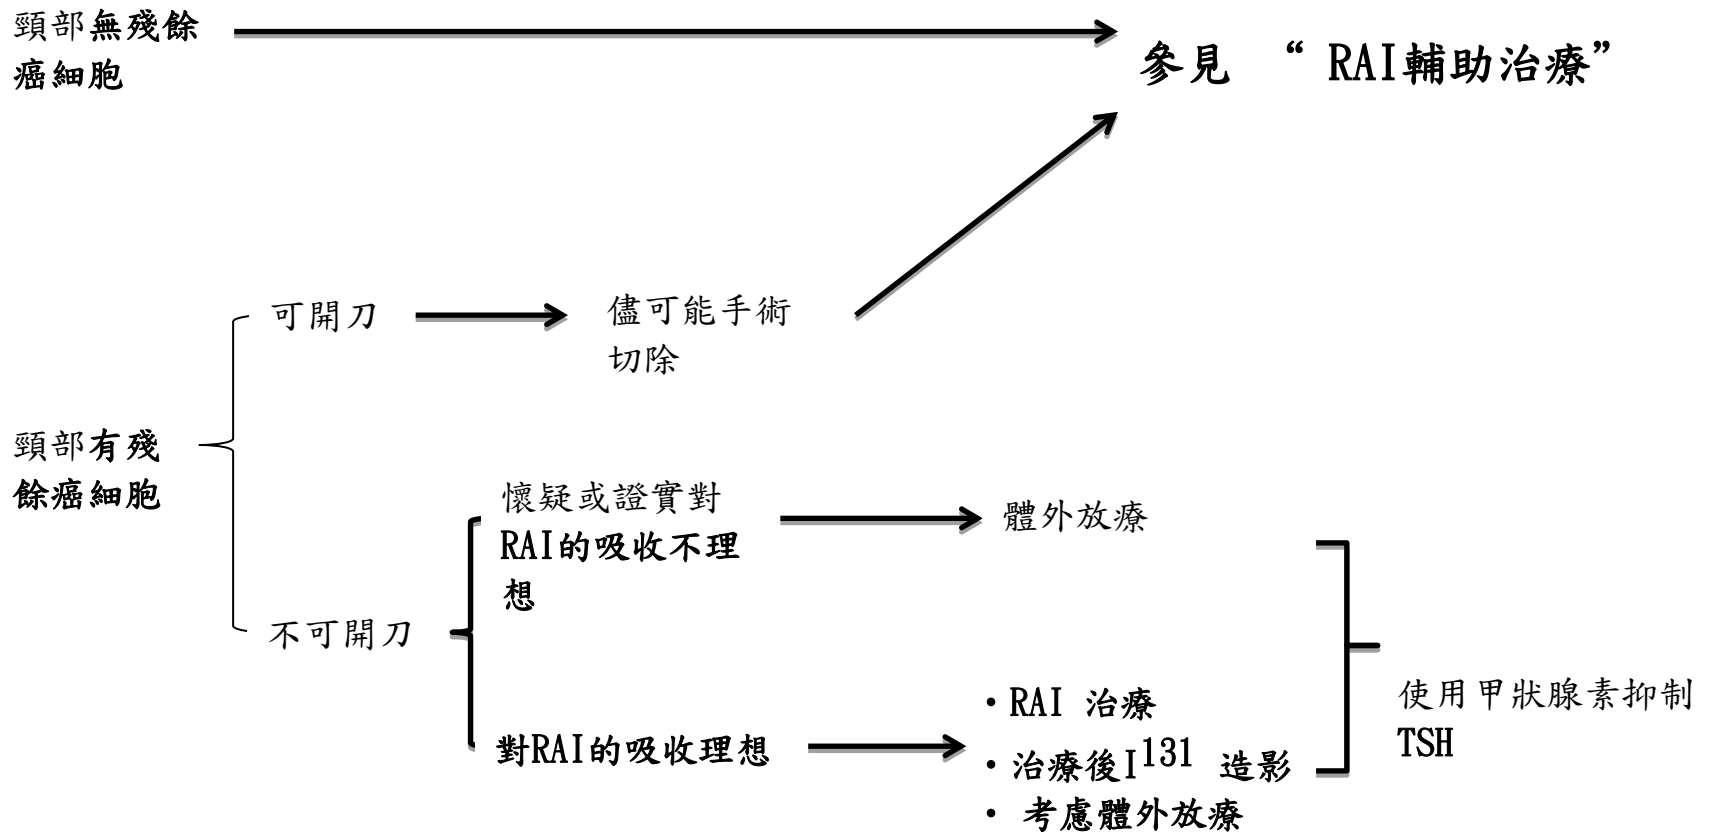 頸部無殘餘
癌細胞
參見 “ RAI輔助治療”
可開刀
儘可能手術
切除
頸部有殘
餘癌細胞
懷疑或證實對
RAI的吸收不理
想
體外放療
不可開刀
對RAI的吸收理想
・RAI 治療
・治療後I¹³¹ 造影
・ 考慮體外放療
使用甲狀腺素抑制
TSH